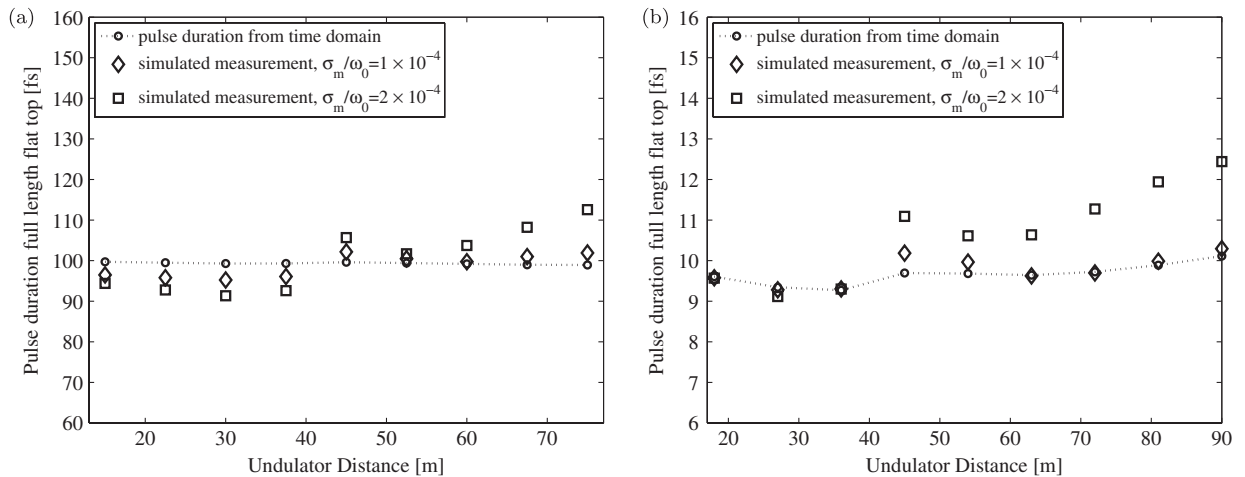 (a)
pulse duration from time domain
simulated measurement, σm/ω0=1 × 10−4
simulated measurement, σm/ω0=2 × 10−4
Pulse duration full length flat top [fs]
160
150
140
130
120
110
100
90
80
70
60
20 30 40 50 60 70
Undulator Distance [m]
(b)
pulse duration from time domain
simulated measurement, σm/ω0=1 × 10−4
simulated measurement, σm/ω0=2 × 10−4
Pulse duration full length flat top [fs]
16
15
14
13
12
11
10
9
8
7
6
20 30 40 50 60 70 80 90
Undulator Distance [m]